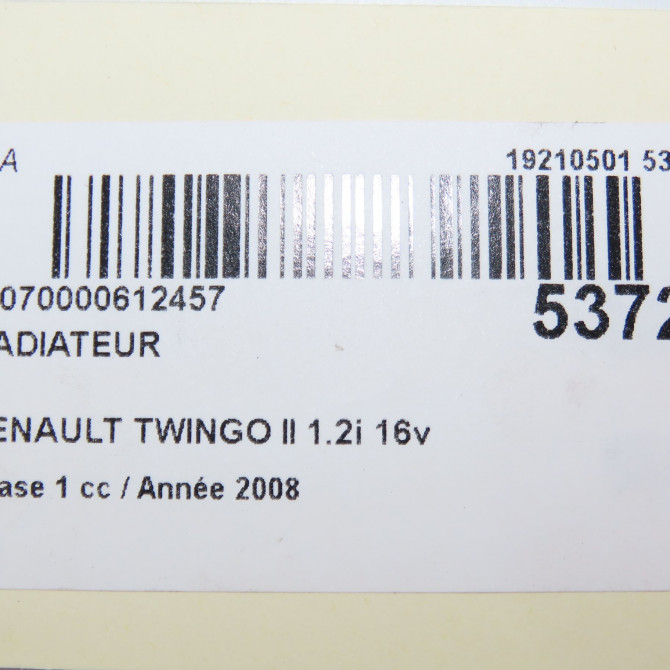 A 19210501 53
070000612457 5372
ADIATEUR
ENAULT TWINGO II 1.2i 16v
ase 1 cc / Année 2008